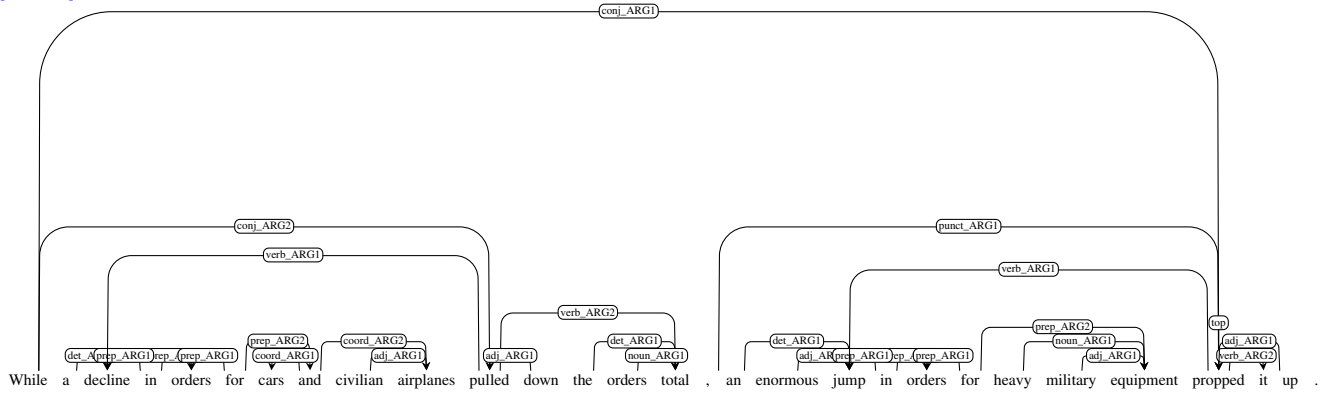 conj_ARG1
conj_ARG2 punct_ARG1
verb_ARG1 verb_ARG1
verb_ARG2 top
prep_ARG2
det_ARG1 prep_ARG2 coord_ARG2 det_ARG1 det_ARG1 noun_ARG1 adj_ARG1
prep_ARG1 prep_ARG1 coord_ARG1 adj_ARG1 adj_ARG1 noun_ARG1 prep_ARG1 prep_ARG1 adj_ARG1 verb_ARG2
While a decline in orders for cars and civilian airplanes pulled down the orders total , an enormous jump in orders for heavy military equipment propped it up .